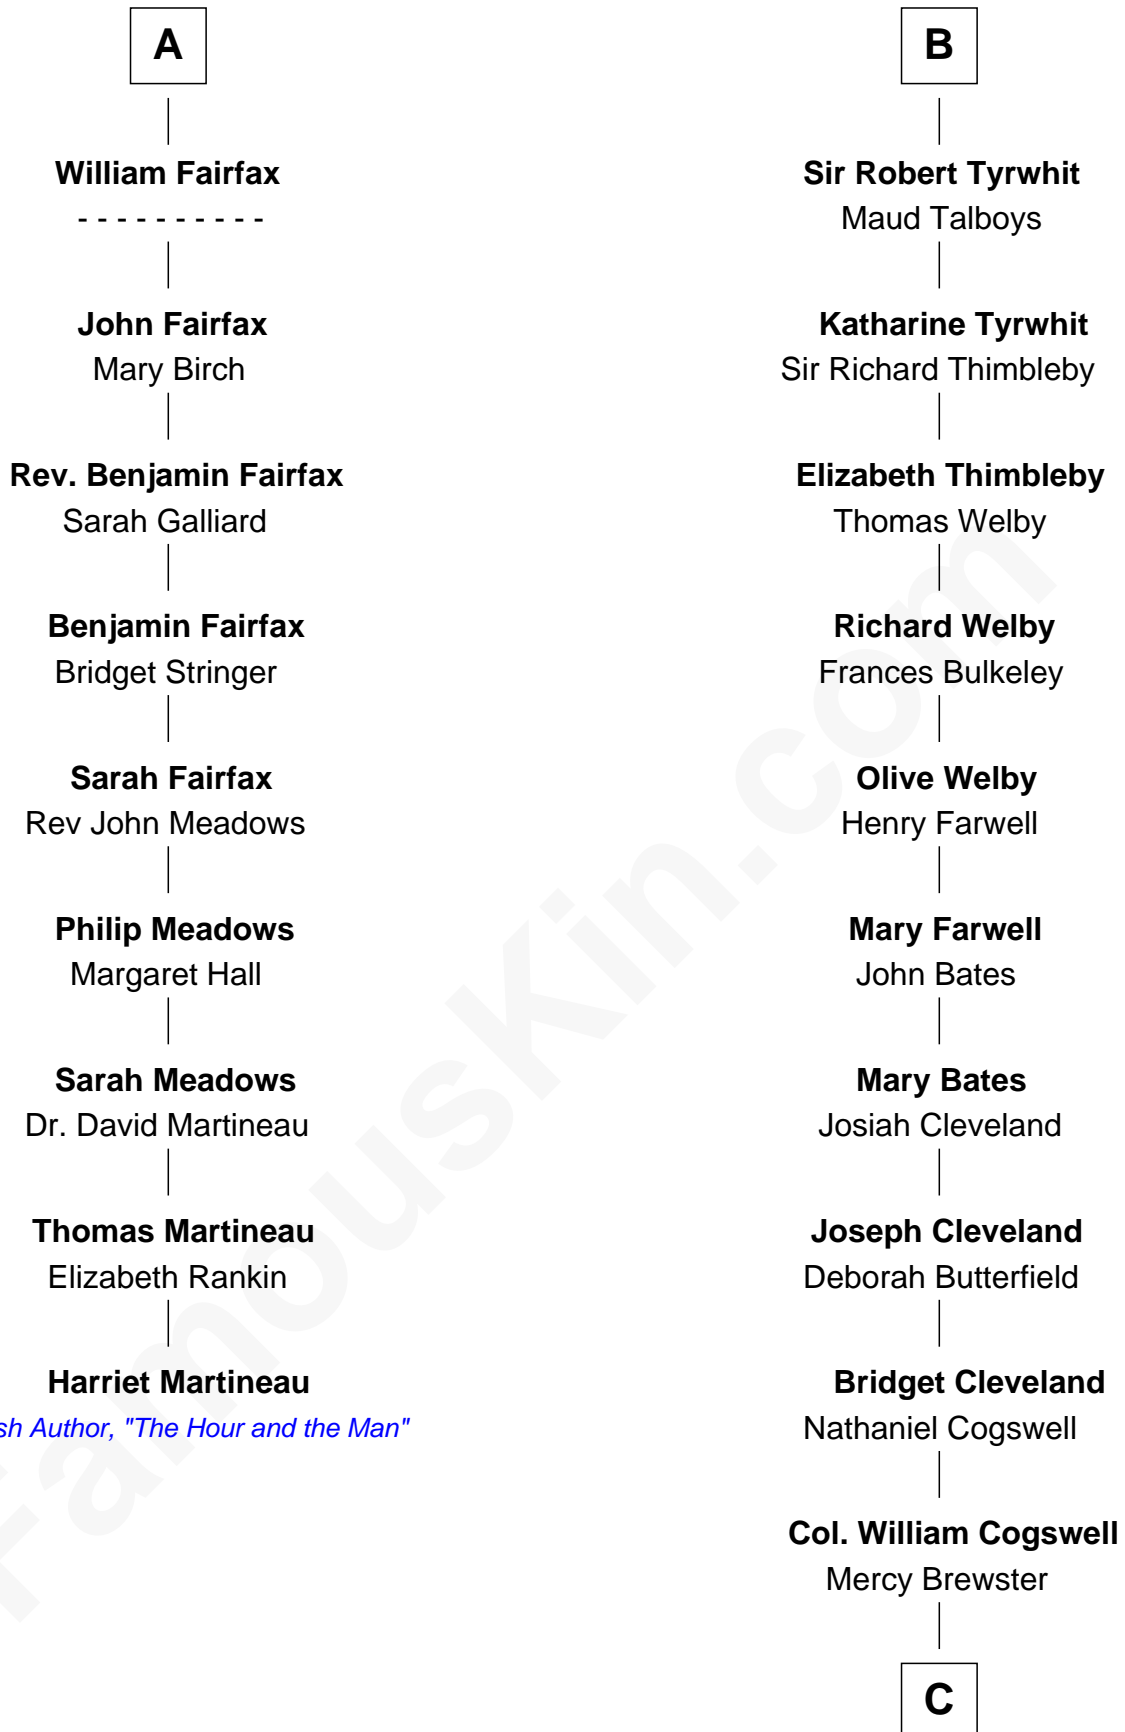 A
William Fairfax
- - - - - - - - - -
John Fairfax
Mary Birch
Rev. Benjamin Fairfax
Sarah Galliard
Benjamin Fairfax
Bridget Stringer
Sarah Fairfax
Rev John Meadows
Philip Meadows
Margaret Hall
Sarah Meadows
Dr. David Martineau
Thomas Martineau
Elizabeth Rankin
Harriet Martineau
sh Author, "The Hour and the Man"
B
Sir Robert Tyrwhit
Maud Talboys
Katharine Tyrwhit
Sir Richard Thimbleby
Elizabeth Thimbleby
Thomas Welby
Richard Welby
Frances Bulkeley
Olive Welby
Henry Farwell
Mary Farwell
John Bates
Mary Bates
Josiah Cleveland
Joseph Cleveland
Deborah Butterfield
Bridget Cleveland
Nathaniel Cogswell
Col. William Cogswell
Mercy Brewster
C
FamousKin.com